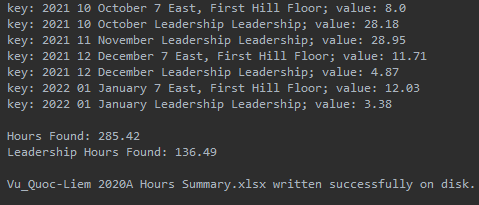 key: 2021 10 October 7 East, First Hill Floor; value: 8.0
key: 2021 10 October Leadership Leadership; value: 28.18
key: 2021 11 November Leadership Leadership; value: 28.95
key: 2021 12 December 7 East, First Hill Floor; value: 11.71
key: 2021 12 December Leadership Leadership; value: 4.87
key: 2022 01 January 7 East, First Hill Floor; value: 12.03
key: 2022 01 January Leadership Leadership; value: 3.38
Hours Found: 285.42
Leadership Hours Found: 136.49
Vu_Quoc-Liem 2020A Hours Summary.xlsx written successfully on disk.